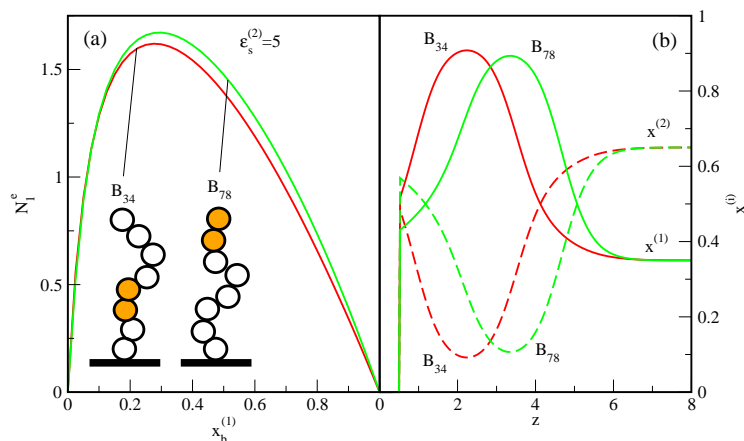 (a)
ε_s^(2)=5
B_34
B_78
N_1^e
0
0.5
1
1.5
0
0.2
0.4
0.6
0.8
x_b^(1)
(b)
B_34
B_78
x^(2)
x^(1)
B_34
B_78
0
2
4
6
8
z
0
0.2
0.4
0.6
0.8
1
x^(i)